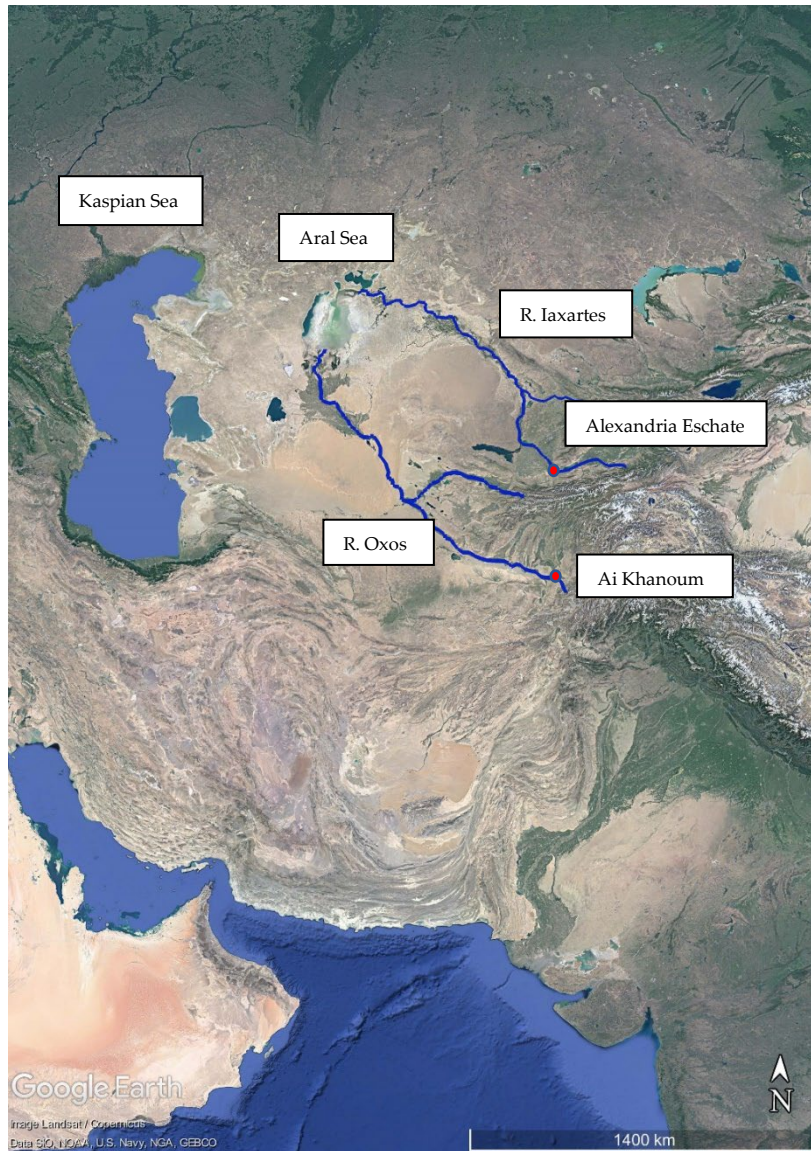 Kaspian Sea
Aral Sea
R. Iaxartes
Alexandria Eschate
R. Oxos
Ai Khanoum
Google Earth
N
Image Landsat / Copernicus
Data SIO, NOAA, U.S. Navy, NGA, GEBCO
1400 km